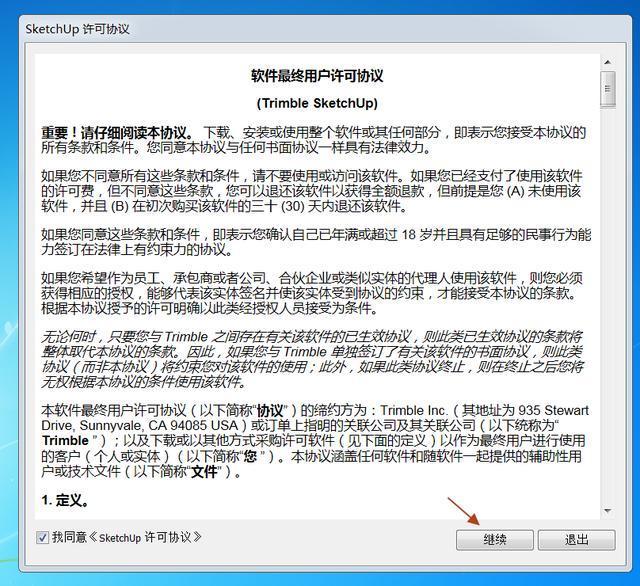 SketchUp 许可协议
软件最终用户许可协议
(Trimble SketchUp)
重要！请仔细阅读本协议。 下载、安装或使用整个软件或其任何部分，即表示您接受本协议的
所有条款和条件。您同意本协议与任何书面协议一样具有法律效力。
如果您不同意所有这些条款和条件，请不要使用或访问该软件。如果您已经支付了使用该软件
的许可费，但不同意这些条款，您可以退还该软件以获得全额退款，但前提是您 (A) 未使用该
软件，并且 (B) 在初次购买该软件的三十 (30) 天内退还该软件。
如果您同意这些条款和条件，即表示您确认自己已年满或超过 18 岁并且具有足够的民事行为能
力签订在法律上有约束力的协议。
如果您希望作为员工、承包商或者公司、合伙企业或类似实体的代理人使用该软件，则您必须
获得相应的授权，能够代表该实体签名并使该实体受到协议的约束，才能接受本协议的条款。
根据本协议授予的许可明确以此类经授权人员接受为条件。
无论何时，只要您与 Trimble 之间存在有关该软件的已生效协议，则此类已生效协议的条款将
整体取代本协议的条款。因此，如果您与 Trimble 单独签订了有关该软件的书面协议，则此类
协议（而非本协议）将约束您对该软件的使用；此外，如果此类协议终止，则在终止之后您将
无权根据本协议的条件使用该软件。
本软件最终用户许可协议（以下简称“协议”）的缔约方为：Trimble Inc.（其地址为 935 Stewart
Drive, Sunnyvale, CA 94085 USA）或订单上指明的关联公司及其关联公司（以下统称为“
Trimble ”）；以及下载或以其他方式采购许可软件（见下面的定义）以作为最终用户进行使用
的客户（个人或实体）（以下简称“您 ”）。本协议涵盖任何软件和随软件一起提供的辅助性用
户或技术文件（以下简称“文件”）。
1. 定义。
我同意《SketchUp 许可协议》
继续
退出